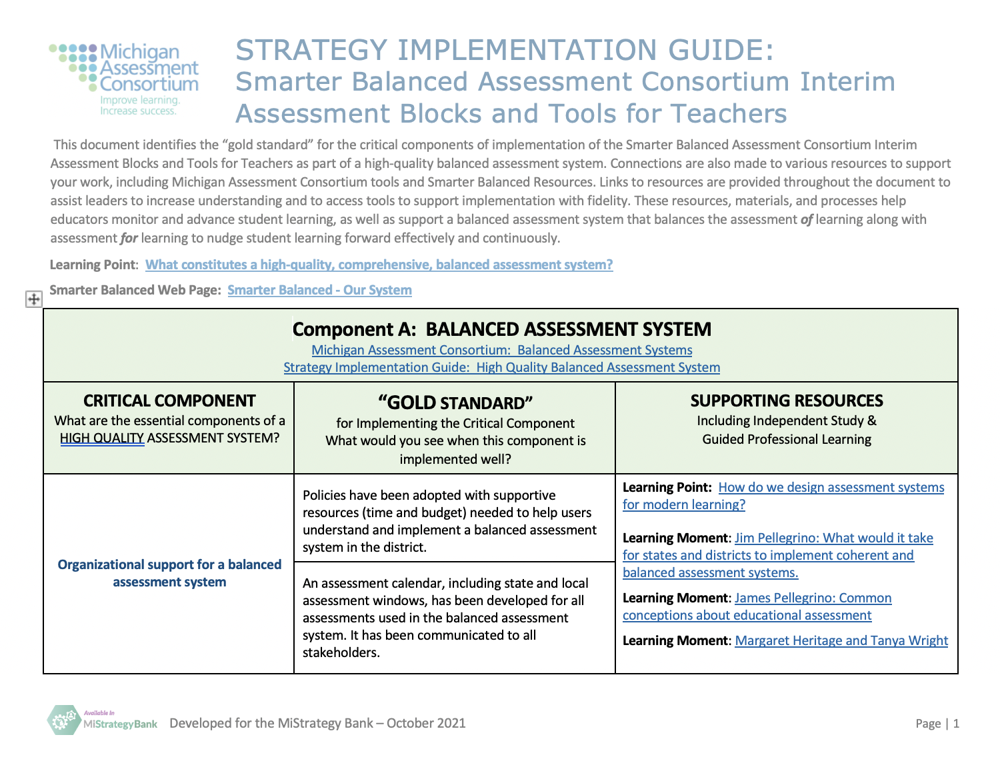 Michigan
Assessment
Consortium
Improve learning.
Increase success.
STRATEGY IMPLEMENTATION GUIDE:
Smarter Balanced Assessment Consortium Interim
Assessment Blocks and Tools for Teachers
This document identifies the “gold standard” for the critical components of implementation of the Smarter Balanced Assessment Consortium Interim
Assessment Blocks and Tools for Teachers as part of a high-quality balanced assessment system. Connections are also made to various resources to support
your work, including Michigan Assessment Consortium tools and Smarter Balanced Resources. Links to resources are provided throughout the document to
assist leaders to increase understanding and to access tools to support implementation with fidelity. These resources, materials, and processes help
educators monitor and advance student learning, as well as support a balanced assessment system that balances the assessment of learning along with
assessment for learning to nudge student learning forward effectively and continuously.
Learning Point: What constitutes a high-quality, comprehensive, balanced assessment system?
Smarter Balanced Web Page: Smarter Balanced - Our System
Component A: BALANCED ASSESSMENT SYSTEM
Michigan Assessment Consortium: Balanced Assessment Systems
Strategy Implementation Guide: High Quality Balanced Assessment System
CRITICAL COMPONENT
What are the essential components of a
HIGH QUALITY ASSESSMENT SYSTEM?
“GOLD STANDARD”
for Implementing the Critical Component
What would you see when this component is
implemented well?
SUPPORTING RESOURCES
Including Independent Study &
Guided Professional Learning
Organizational support for a balanced
assessment system
Policies have been adopted with supportive
resources (time and budget) needed to help users
understand and implement a balanced assessment
system in the district.
An assessment calendar, including state and local
assessment windows, has been developed for all
assessments used in the balanced assessment
system. It has been communicated to all
stakeholders.
Learning Point: How do we design assessment systems
for modern learning?
Learning Moment: Jim Pellegrino: What would it take
for states and districts to implement coherent and
balanced assessment systems.
Learning Moment: James Pellegrino: Common
conceptions about educational assessment
Learning Moment: Margaret Heritage and Tanya Wright
Available In
MiStrategyBank
Developed for the MiStrategy Bank – October 2021
Page | 1